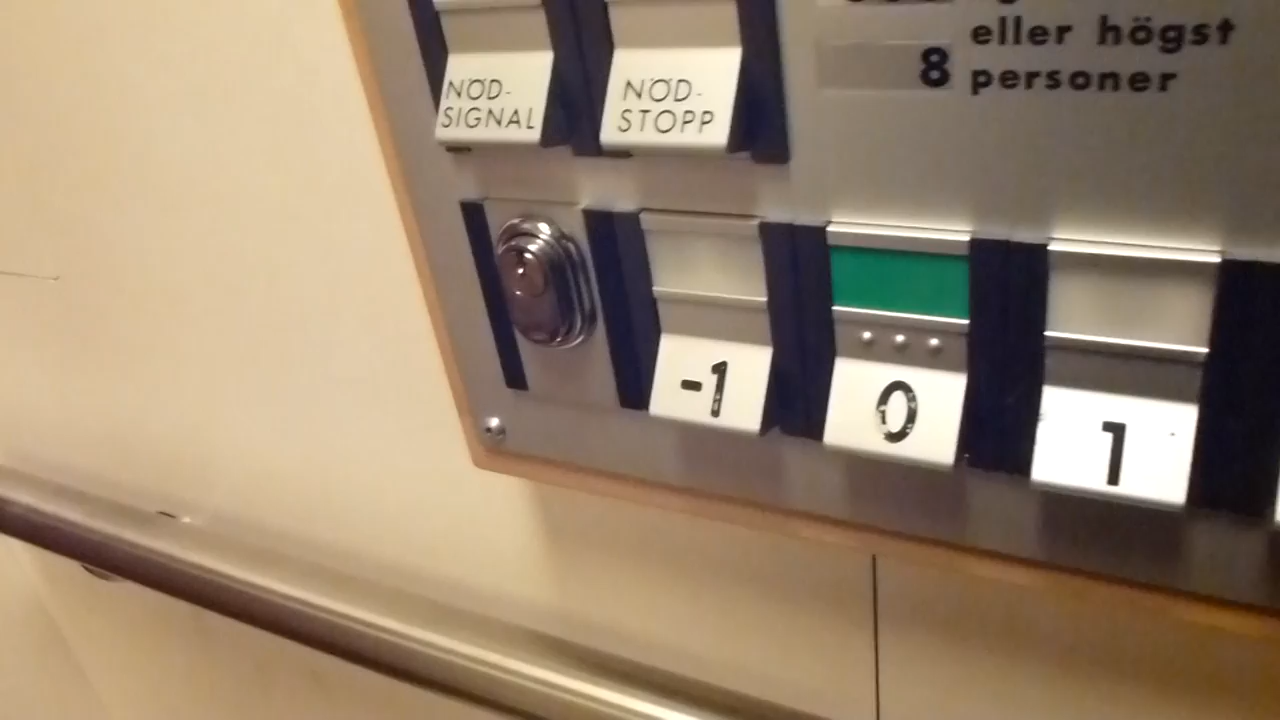 eller högst
8 personer
NÖD-
SIGNAL
NÖD-
STOPP
-1
0
1